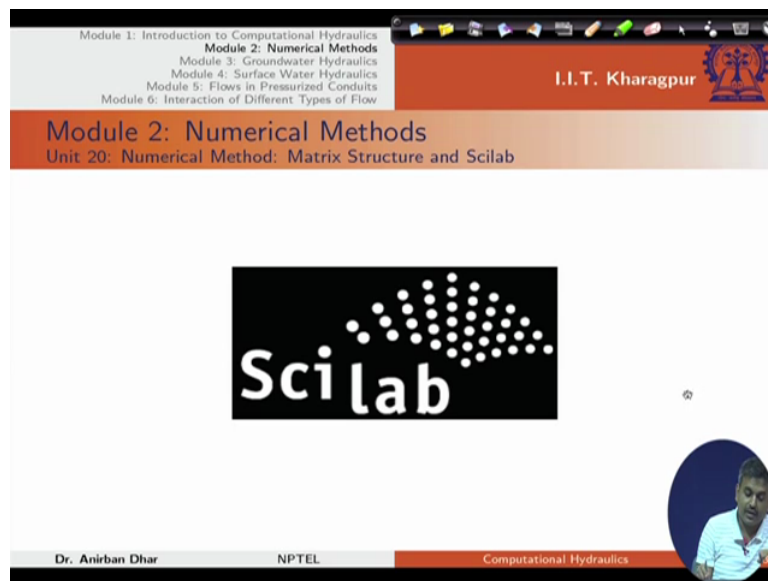 Module 1: Introduction to Computational Hydraulics
Module 2: Numerical Methods
Module 3: Groundwater Hydraulics
Module 4: Surface Water Hydraulics
Module 5: Flows in Pressurized Conduits
Module 6: Interaction of Different Types of Flow
I.I.T. Kharagpur
Module 2: Numerical Methods
Unit 20: Numerical Method: Matrix Structure and Scilab
Scilab
Dr. Anirban Dhar NPTEL Computational Hydraulics